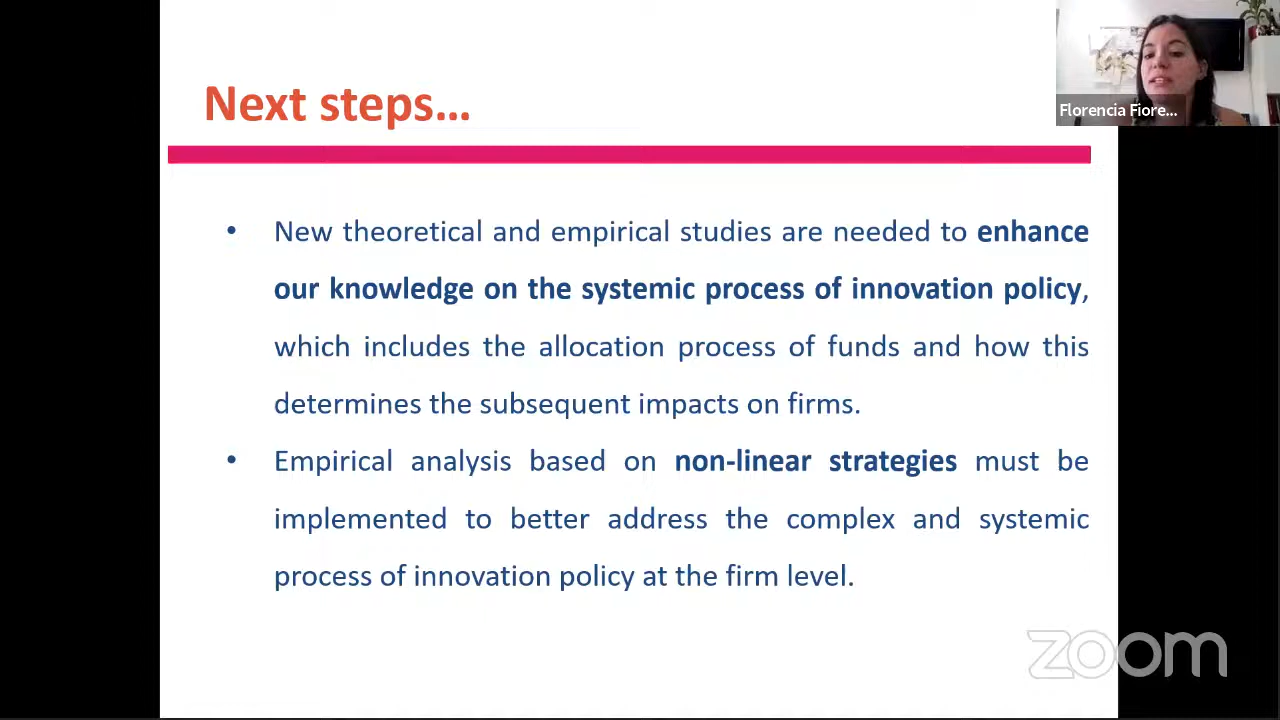 Next steps...
Florencia Fiore...
• New theoretical and empirical studies are needed to enhance
our knowledge on the systemic process of innovation policy,
which includes the allocation process of funds and how this
determines the subsequent impacts on firms.
• Empirical analysis based on non-linear strategies must be
implemented to better address the complex and systemic
process of innovation policy at the firm level.
zoom